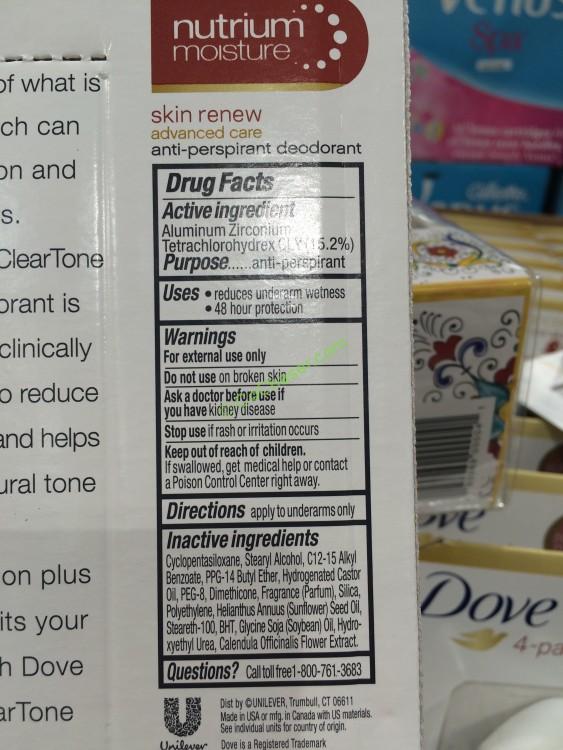 nutrium
moisture
of what is
ch can
on and
s.
ClearTone
orant is
clinically
o reduce
and helps
ural tone
on plus
its your
h Dove
arTone
skin renew
advanced care
anti-perspirant deodorant
Drug Facts
Active ingredient
Aluminum Zirconium
Tetrachlorohydrex GLY (15.2%)
Purpose......anti-perspirant
Uses • reduces underarm wetness
• 48 hour protection
Warnings
For external use only
Do not use on broken skin
Ask a doctor before use if
you have kidney disease
Stop use if rash or irritation occurs
Keep out of reach of children.
If swallowed, get medical help or contact
a Poison Control Center right away.
Directions apply to underarms only
Inactive ingredients
Cyclopentasiloxane, Stearyl Alcohol, C12-15 Alkyl
Benzoate, PPG-14 Butyl Ether, Hydrogenated Castor
Oil, PEG-8, Dimethicone, Fragrance (Parfum), Silica,
Polyethylene, Helianthus Annuus (Sunflower) Seed Oil,
Steareth-100, BHT, Glycine Soja (Soybean) Oil, Hydro-
xyethyl Urea, Calendula Officinalis Flower Extract.
Questions? Call toll free 1-800-761-3683
Unilever
Dist by ©UNILEVER, Trumbull, CT 06611
Made in USA or mfg. in Canada with US materials.
See individual units for country of origin.
Dove is a Registered Trademark
Venus
Spa
Gillette
ove
Dove
4-pa